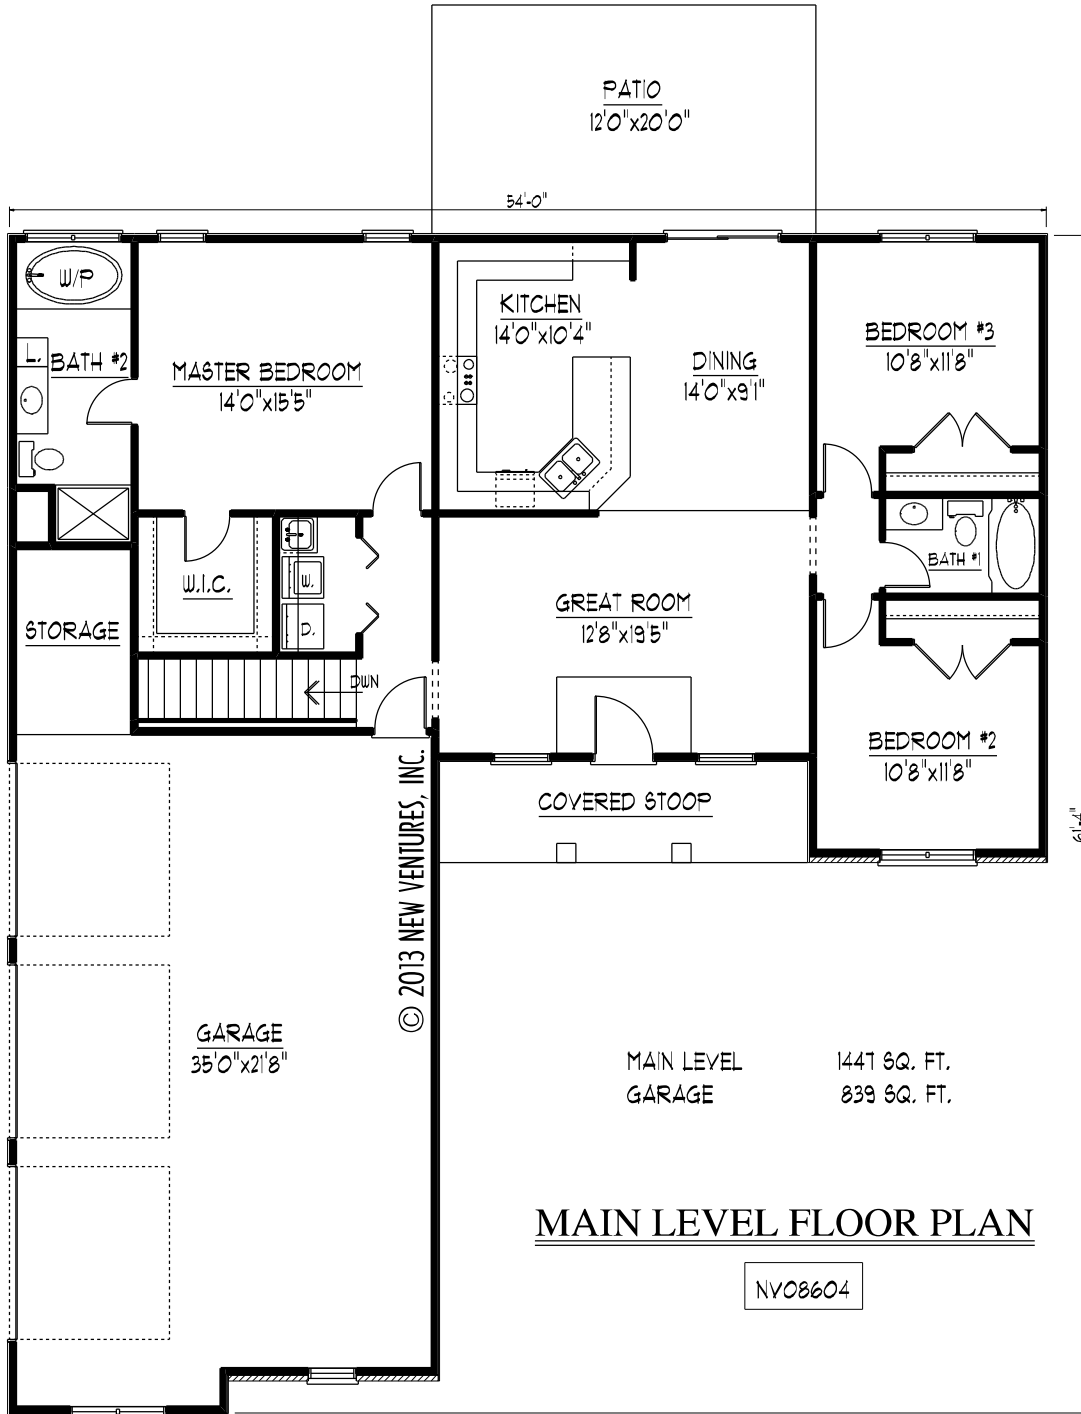 PATIO
12'0"x20'0"
54'-0"
W/P
KITCHEN
14'0"x10'4"
BEDROOM #3
10'8"x11'8"
L.
BATH #2
MASTER BEDROOM
14'0"x15'5"
DINING
14'0"x9'1"
W.
W.I.C.
BATH #1
D.
STORAGE
GREAT ROOM
12'8"x19'5"
DWN
BEDROOM #2
10'8"x11'8"
COVERED STOOP
61'-4"
© 2013 NEW VENTURES, INC.
GARAGE
35'0"x21'8"
MAIN LEVEL 1447 SQ. FT.
GARAGE 839 SQ. FT.
MAIN LEVEL FLOOR PLAN
NV08604